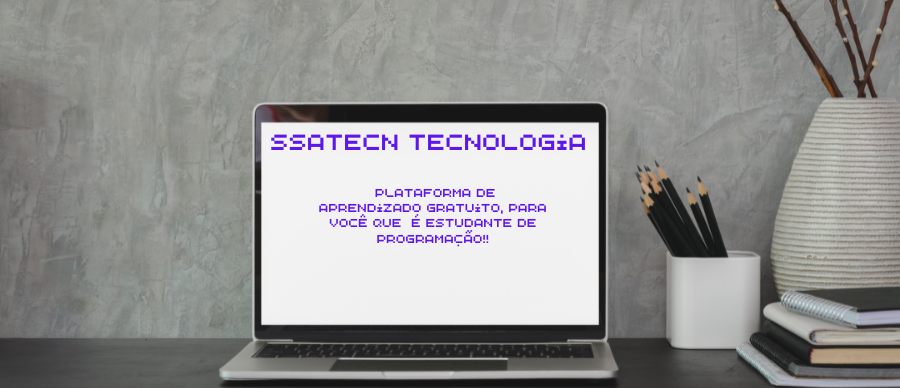 SSATECN TECNOLOGiA
PLATAFORMA DE
APRENDiZADO GRATUiTO, PARA
VOCÊ QUE É ESTUDANTE DE
PROGRAMAÇÃO!!